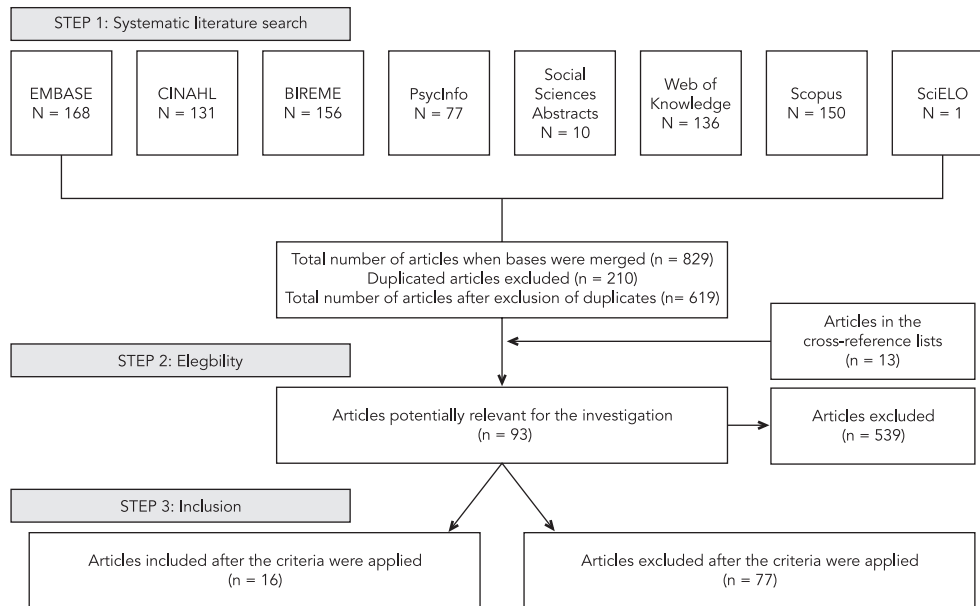 STEP 1: Systematic literature search
EMBASE
N = 168
CINAHL
N = 131
BIREME
N = 156
PsycInfo
N = 77
Social
Sciences
Abstracts
N = 10
Web of
Knowledge
N = 136
Scopus
N = 150
SciELO
N = 1
Total number of articles when bases were merged (n = 829)
Duplicated articles excluded (n = 210)
Total number of articles after exclusion of duplicates (n= 619)
Articles in the
cross-reference lists
(n = 13)
STEP 2: Elegbility
Articles potentially relevant for the investigation
(n = 93)
Articles excluded
(n = 539)
STEP 3: Inclusion
Articles included after the criteria were applied
(n = 16)
Articles excluded after the criteria were applied
(n = 77)